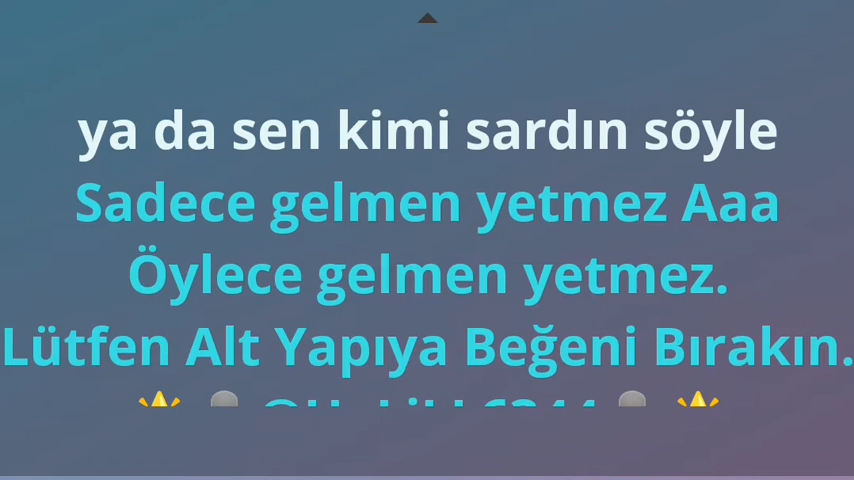 ya da sen kimi sardın söyle
Sadece gelmen yetmez Aaa
Öylece gelmen yetmez.
Lütfen Alt Yapıya Beğeni Bırakın.